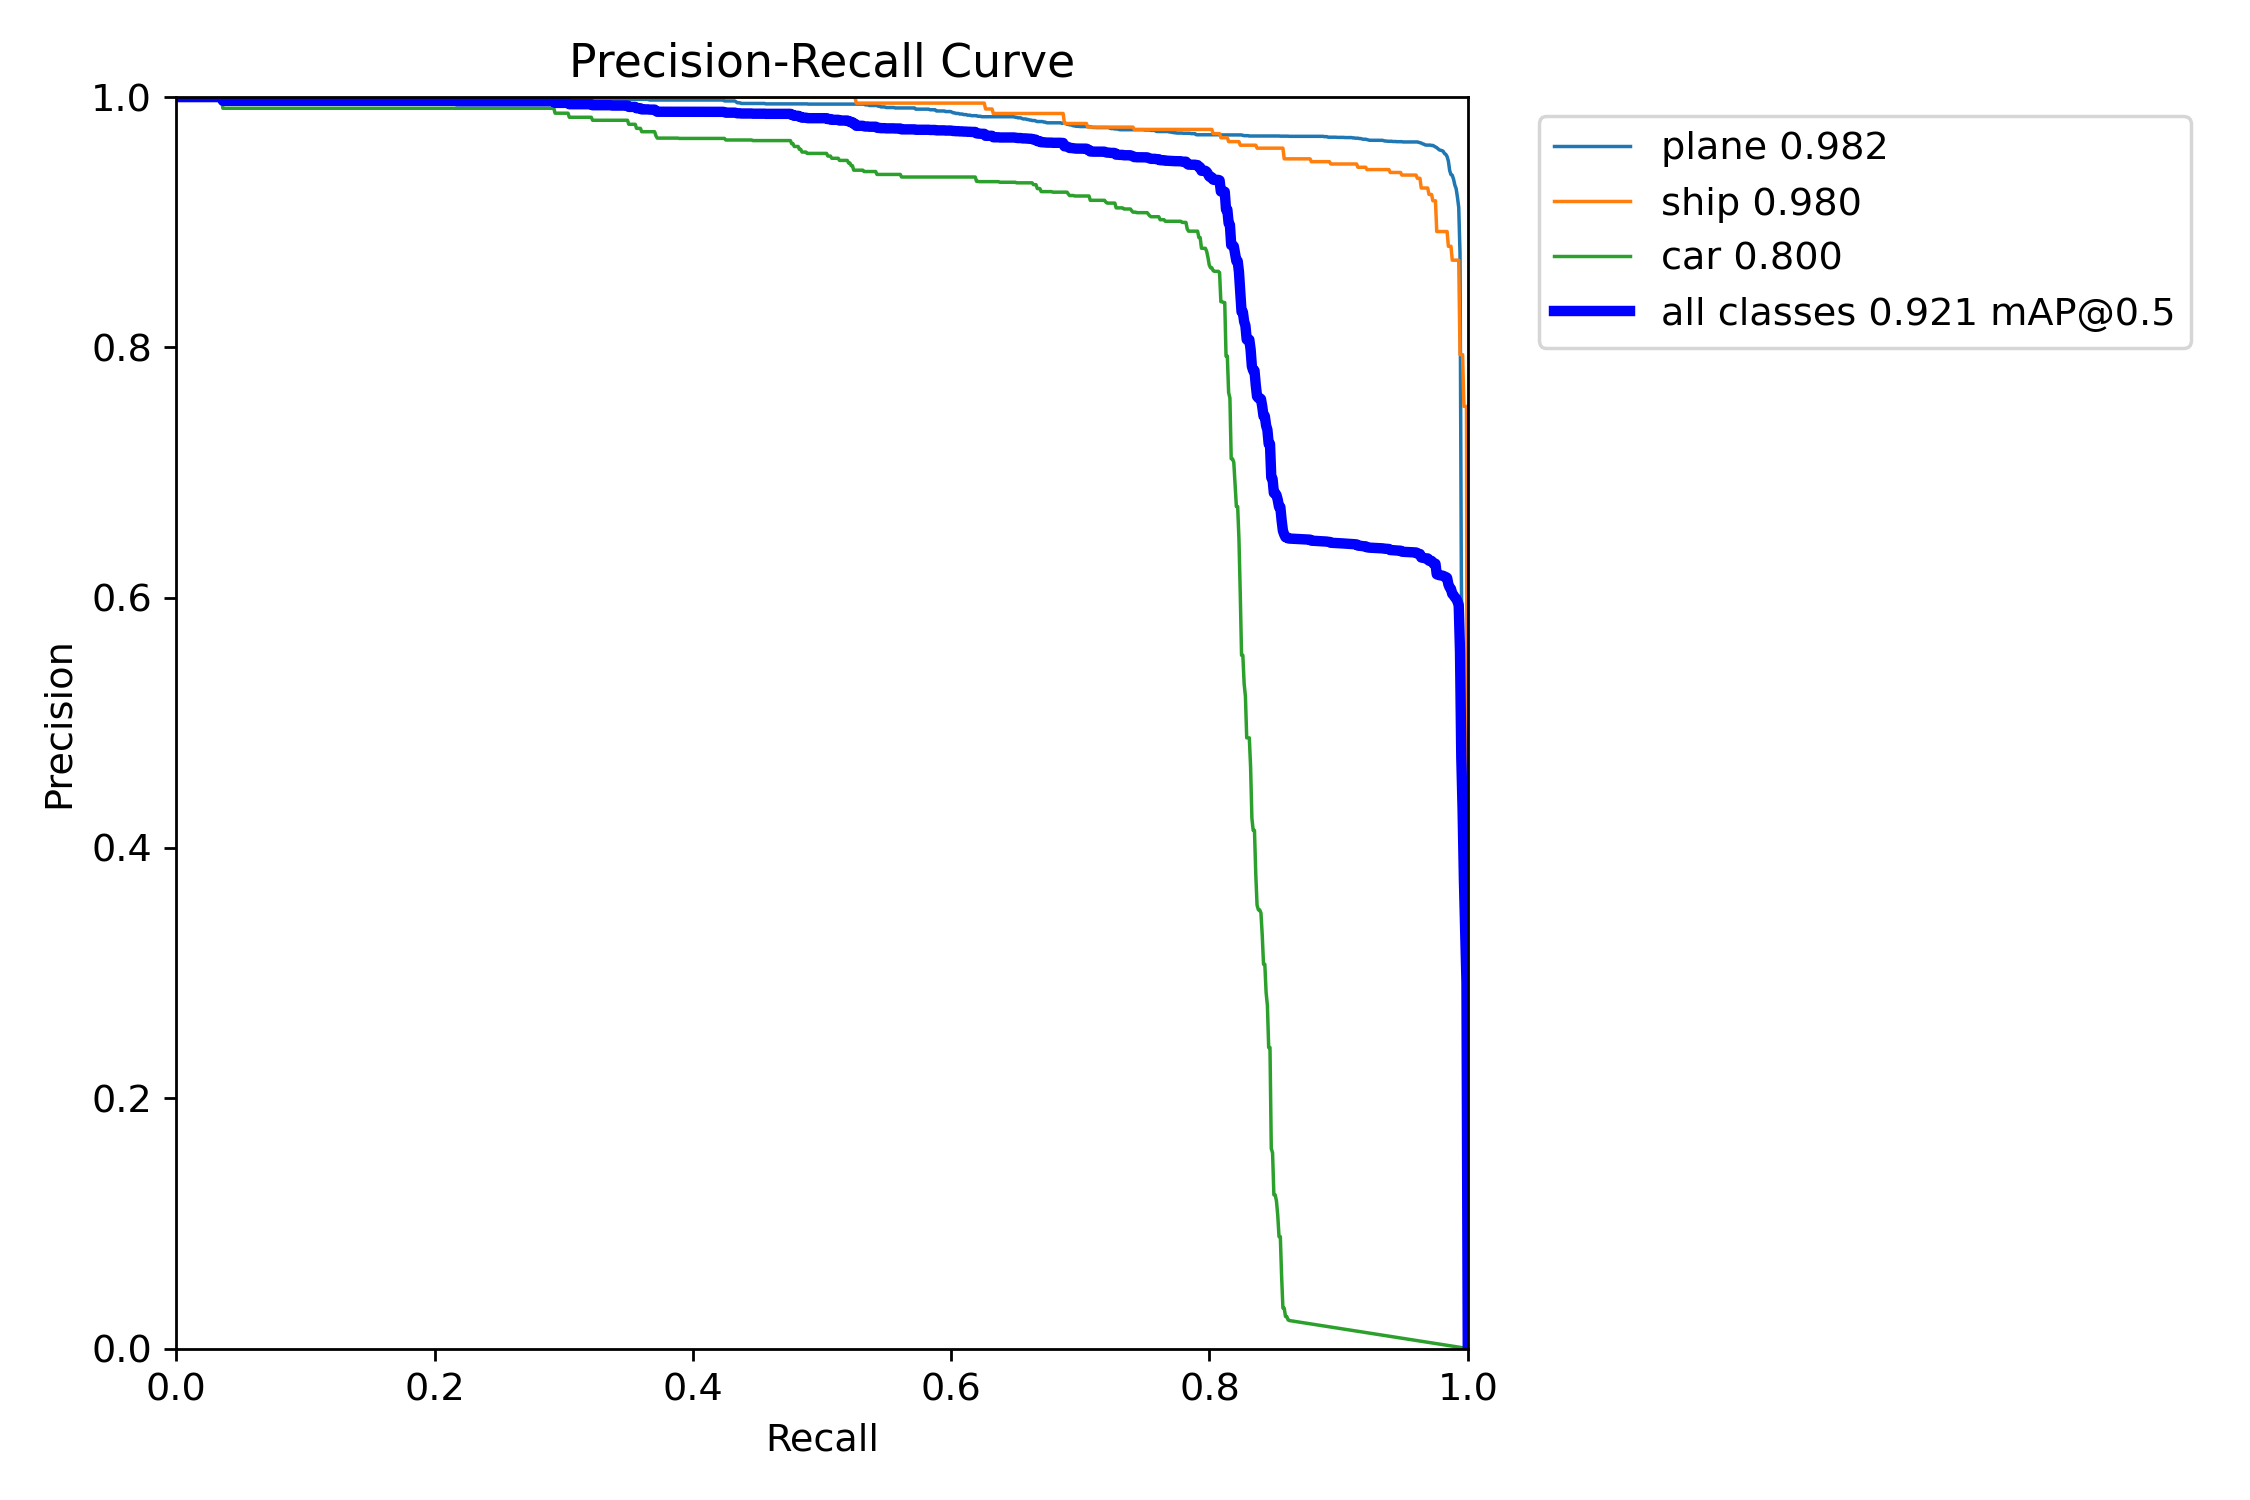 Precision-Recall Curve
1.0
0.8
0.6
0.4
0.2
0.0
Precision
0.0 0.2 0.4 0.6 0.8 1.0
Recall
plane 0.982
ship 0.980
car 0.800
all classes 0.921 mAP@0.5